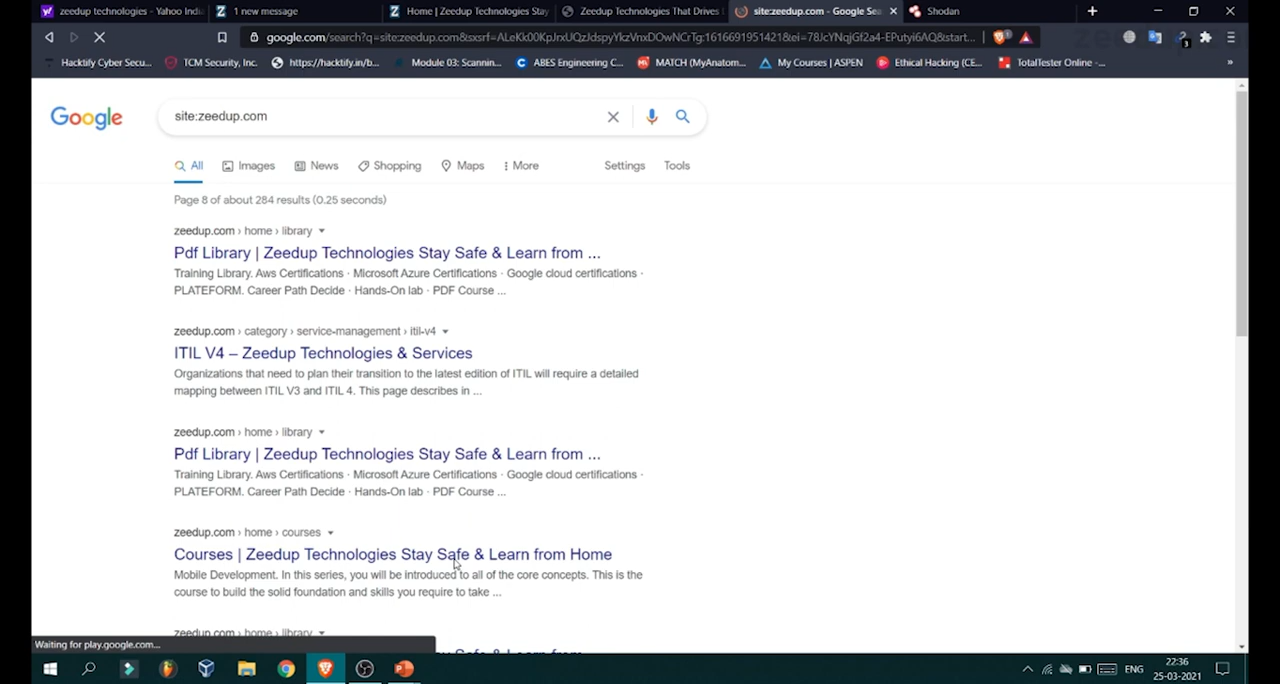 zeedup technologies - Yahoo Indi
1 new message
Home | Zeedup Technologies Stay
Zeedup Technologies That Drives
site:zeedup.com - Google Sea
Shodan
google.com/search?q=site:zeedup.com&sxsrf=ALeKk00KpJrxUQzJdspyYkzVnxDOwNCrTg:1616691951421&ei=78JcYNqjGf2a4-EPutyi6AQ&start...
3
Hacktify Cyber Secu...
TCM Security, Inc.
https://hacktify.in/b...
Module 03: Scannin...
ABES Engineering C...
MATCH (MyAnatom...
My Courses | ASPEN
Ethical Hacking (CE...
TotalTester Online -...
»
Google
site:zeedup.com
All
Images
News
Shopping
Maps
More
Settings
Tools
Page 8 of about 284 results (0.25 seconds)
zeedup.com › home › library
Pdf Library | Zeedup Technologies Stay Safe & Learn from ...
Training Library. Aws Certifications · Microsoft Azure Certifications · Google cloud certifications ·
PLATEFORM. Career Path Decide · Hands-On lab · PDF Course ...
zeedup.com › category › service-management › itil-v4
ITIL V4 – Zeedup Technologies & Services
Organizations that need to plan their transition to the latest edition of ITIL will require a detailed
mapping between ITIL V3 and ITIL 4. This page describes in ...
zeedup.com › home › library
Pdf Library | Zeedup Technologies Stay Safe & Learn from ...
Training Library. Aws Certifications · Microsoft Azure Certifications · Google cloud certifications ·
PLATEFORM. Career Path Decide · Hands-On lab · PDF Course ...
zeedup.com › home › courses
Courses | Zeedup Technologies Stay Safe & Learn from Home
Mobile Development. In this series, you will be introduced to all of the core concepts. This is the
course to build the solid foundation and skills you require to take ...
zeedup.com › home › library
Waiting for play.google.com...
ENG
22:36
25-03-2021